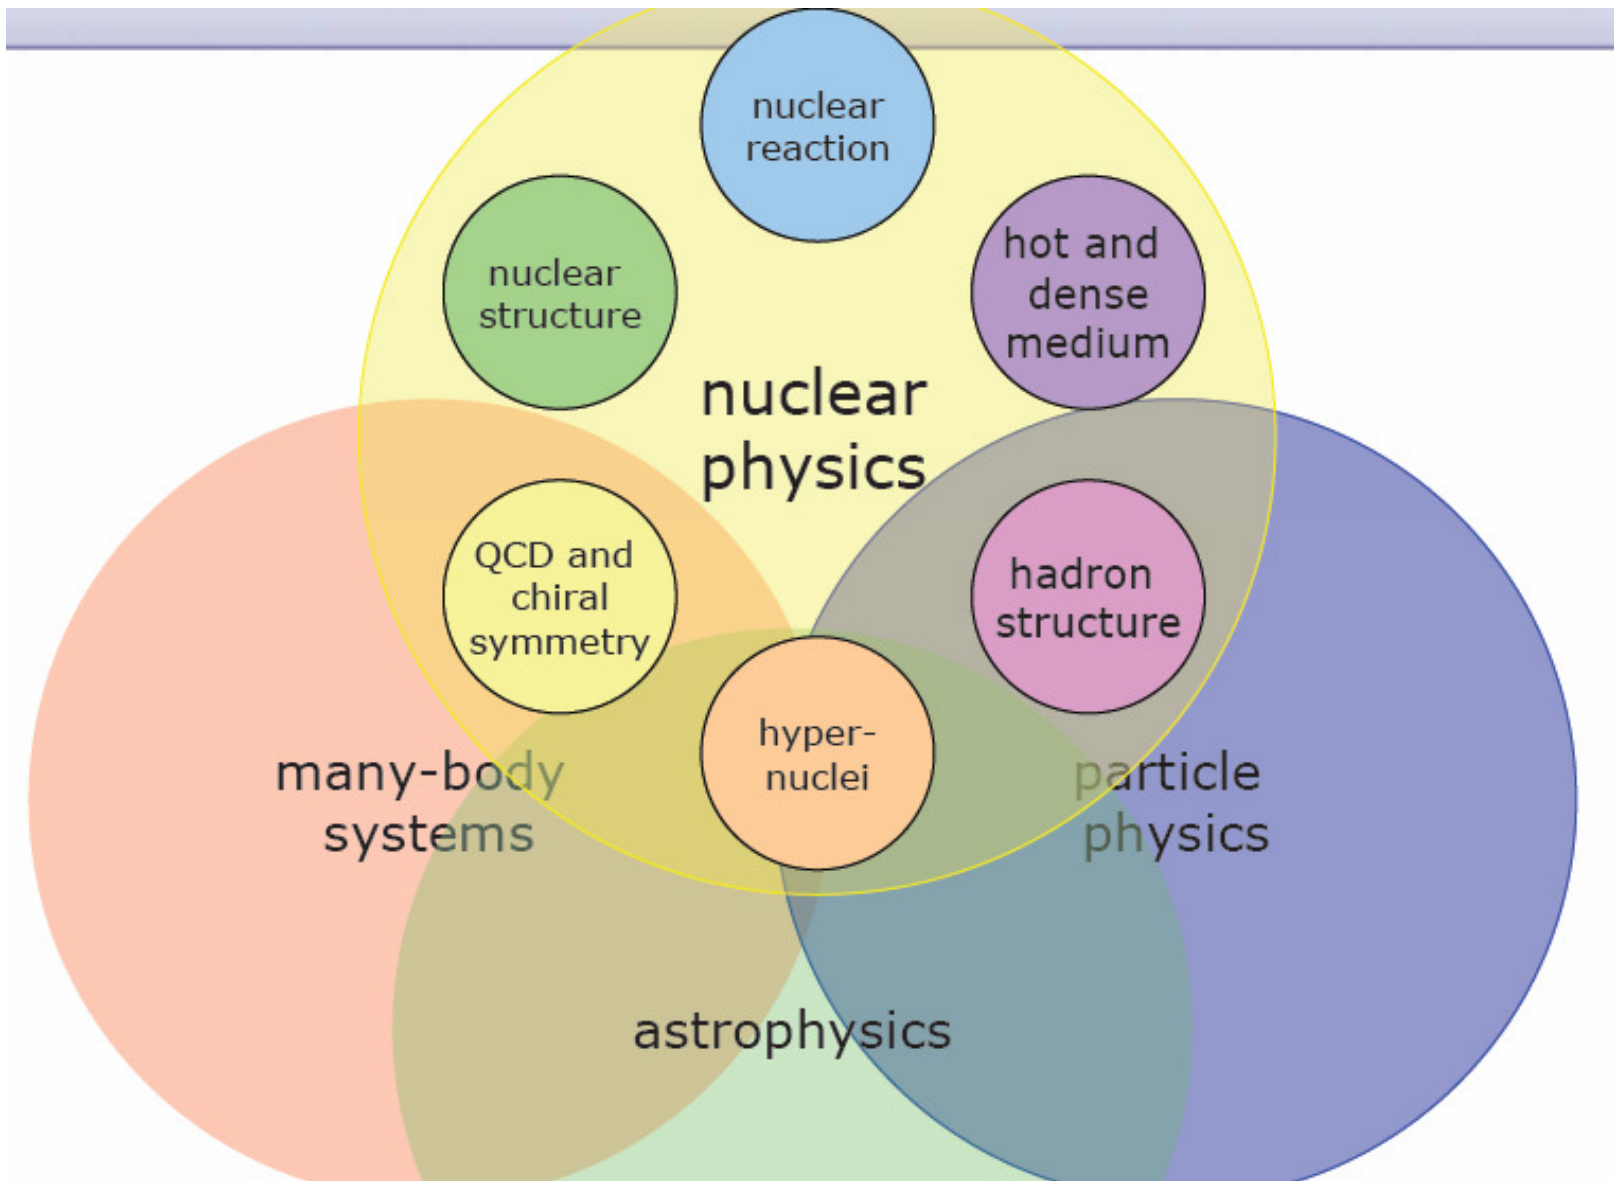 nuclear
reaction
nuclear
structure
hot and
dense
medium
nuclear
physics
QCD and
chiral
symmetry
hadron
structure
hyper-
nuclei
many-body
systems
particle
physics
astrophysics